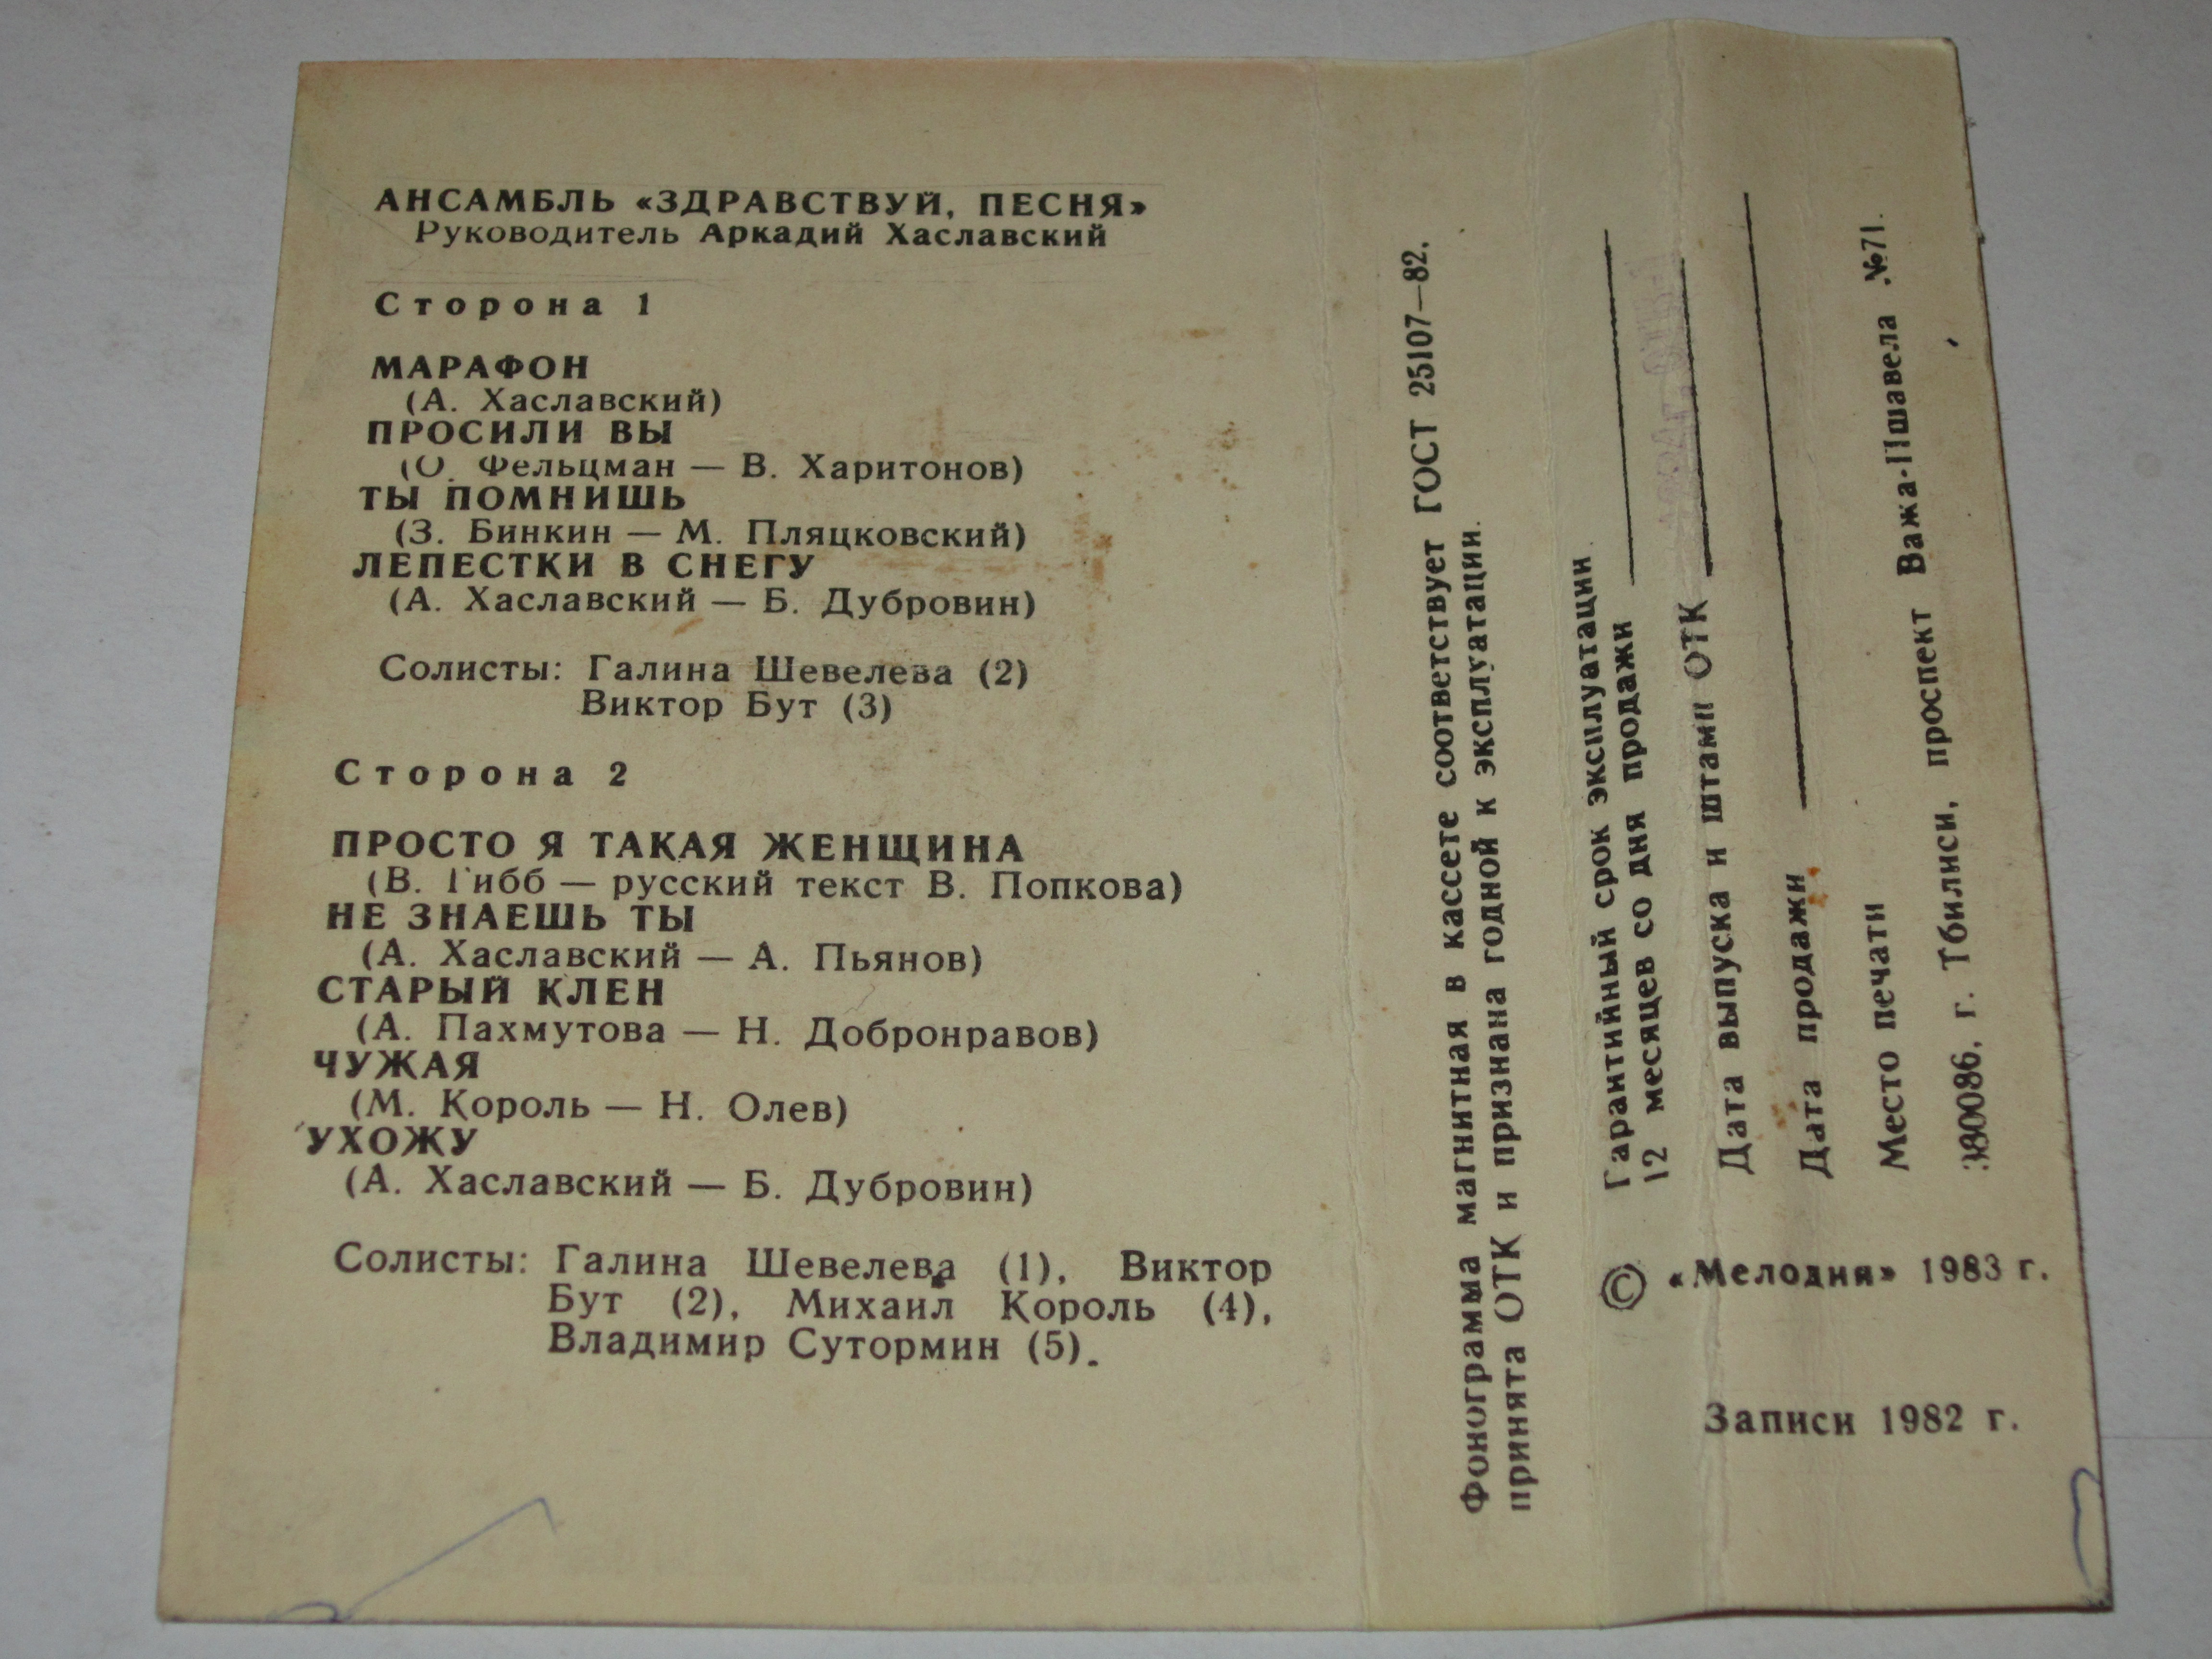 АНСАМБЛЬ «ЗДРАВСТВУЙ, ПЕСНЯ»
Руководитель Аркадий Хаславский
Сторона 1
МАРАФОН
(А. Хаславский)
ПРОСИЛИ ВЫ
(О. Фельцман — В. Харитонов)
ТЫ ПОМНИШЬ
(З. Бинкин — М. Пляцковский)
ЛЕПЕСТКИ В СНЕГУ
(А. Хаславский — Б. Дубровин)
Солисты: Галина Шевелева (2)
Виктор Бут (3)
Сторона 2
ПРОСТО Я ТАКАЯ ЖЕНЩИНА
(В. Гибб — русский текст В. Попкова)
НЕ ЗНАЕШЬ ТЫ
(А. Хаславский — А. Пьянов)
СТАРЫЙ КЛЕН
(А. Пахмутова — Н. Добронравов)
ЧУЖАЯ
(М. Король — Н. Олев)
УХОЖУ
(А. Хаславский — Б. Дубровин)
Солисты: Галина Шевелева (1), Виктор
Бут (2), Михаил Король (4),
Владимир Сутормин (5).
Фонограмма магнитная в кассете соответствует ГОСТ 25107—82.
принята ОТК и признана годной к эксплуатации.
Гарантийный срок эксплуатации
12 месяцев со дня продажи
Дата выпуска и штамп ОТК
Дата продажи
Место печати
380086, г. Тбилиси, проспект Важа-Пшавела №71.
© «Мелодия» 1983 г.
Записи 1982 г.